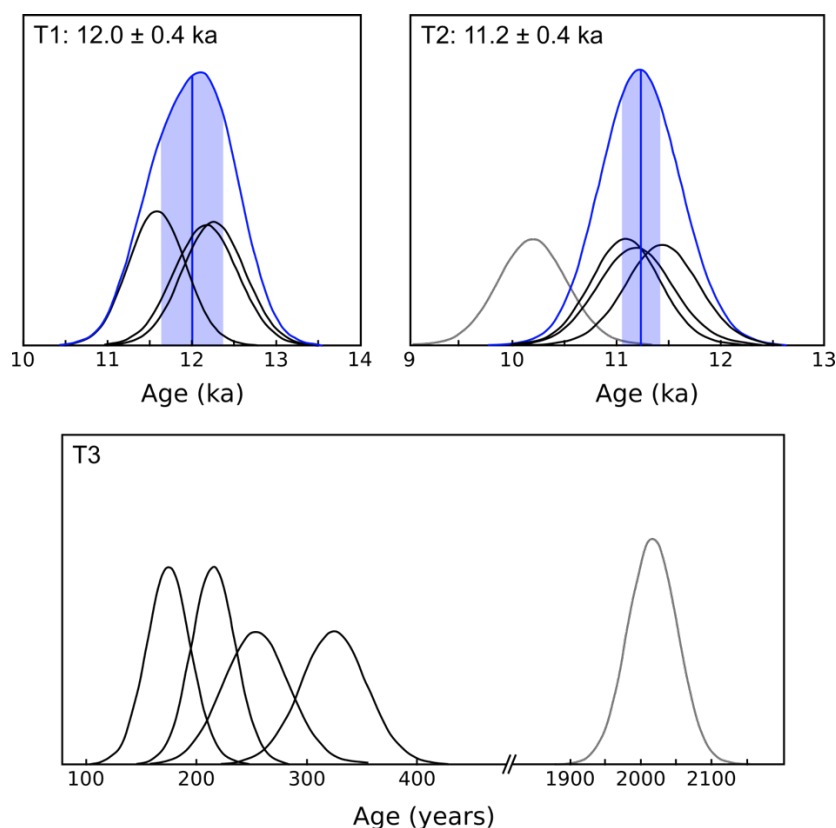 T1: 12.0 ± 0.4 ka
T2: 11.2 ± 0.4 ka
10 11 12 13 14
9 10 11 12 13
Age (ka)
Age (ka)
T3
100 200 300 400 1900 2000 2100
Age (years)